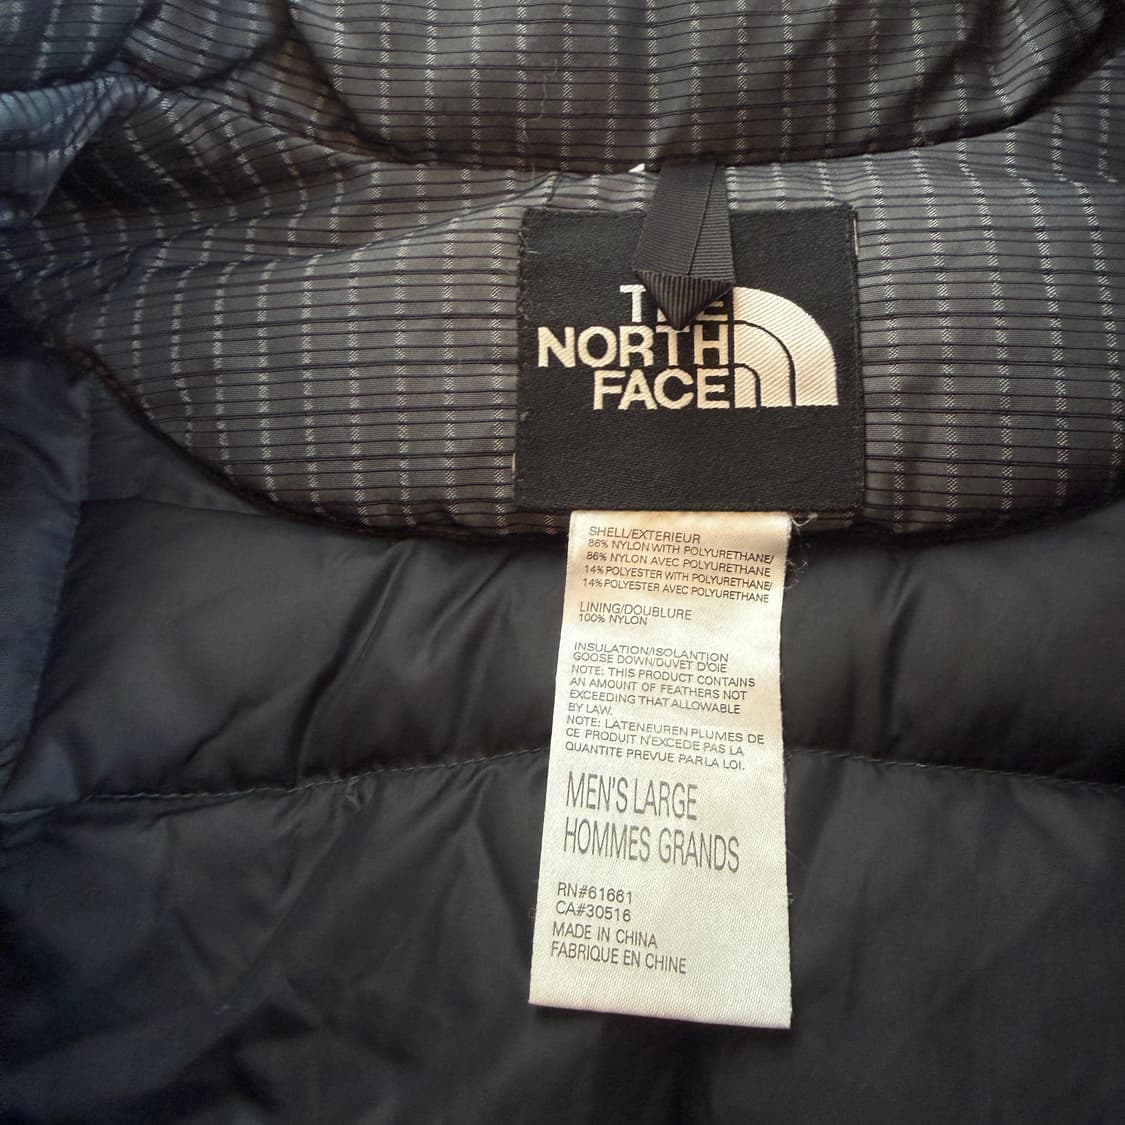 THE
NORTH
FACE
SHELL/EXTERIEUR
86% NYLON WITH POLYURETHANE/
86% NYLON AVEC POLYURETHANE
14% POLYESTER WITH POLYURETHANE/
14% POLYESTER AVEC POLYURETHANE
LINING/DOUBLURE
100% NYLON
INSULATION/ISOLANTION
GOOSE DOWN/DUVET D'OIE
NOTE: THIS PRODUCT CONTAINS
AN AMOUNT OF FEATHERS NOT
EXCEEDING THAT ALLOWABLE
BY LAW.
NOTE: LATENEUREN PLUMES DE
CE PRODUIT N'EXCEDE PAS LA
QUANTITE PREVUE PAR LA LOI.
MEN'S LARGE
HOMMES GRANDS
RN#61661
CA#30516
MADE IN CHINA
FABRIQUE EN CHINE